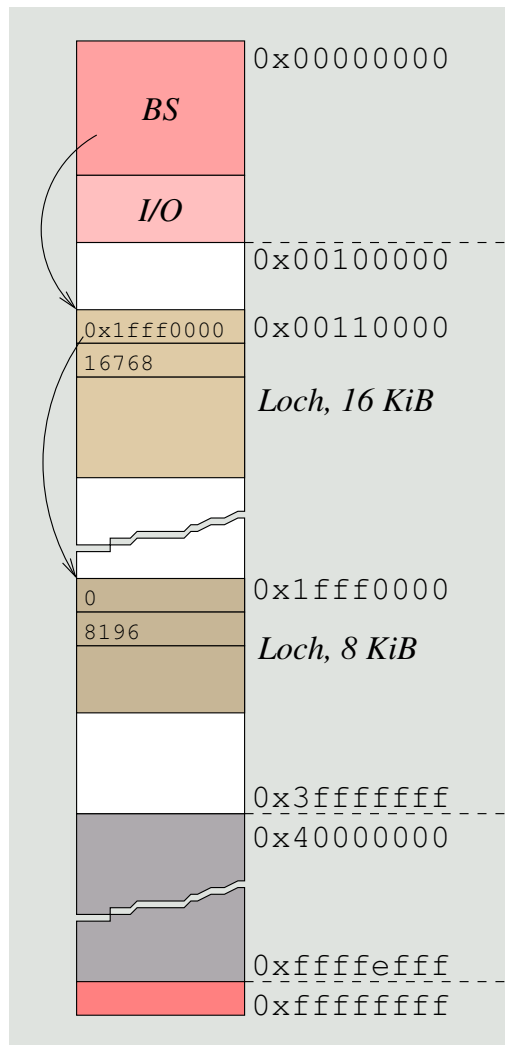 0x00000000
BS
I/O
0x00100000
0x1fff0000 0x00110000
16768
Loch, 16 KiB
0 0x1fff0000
8196
Loch, 8 KiB
0x3fffffff
0x40000000
0xffffefff
0xffffffff